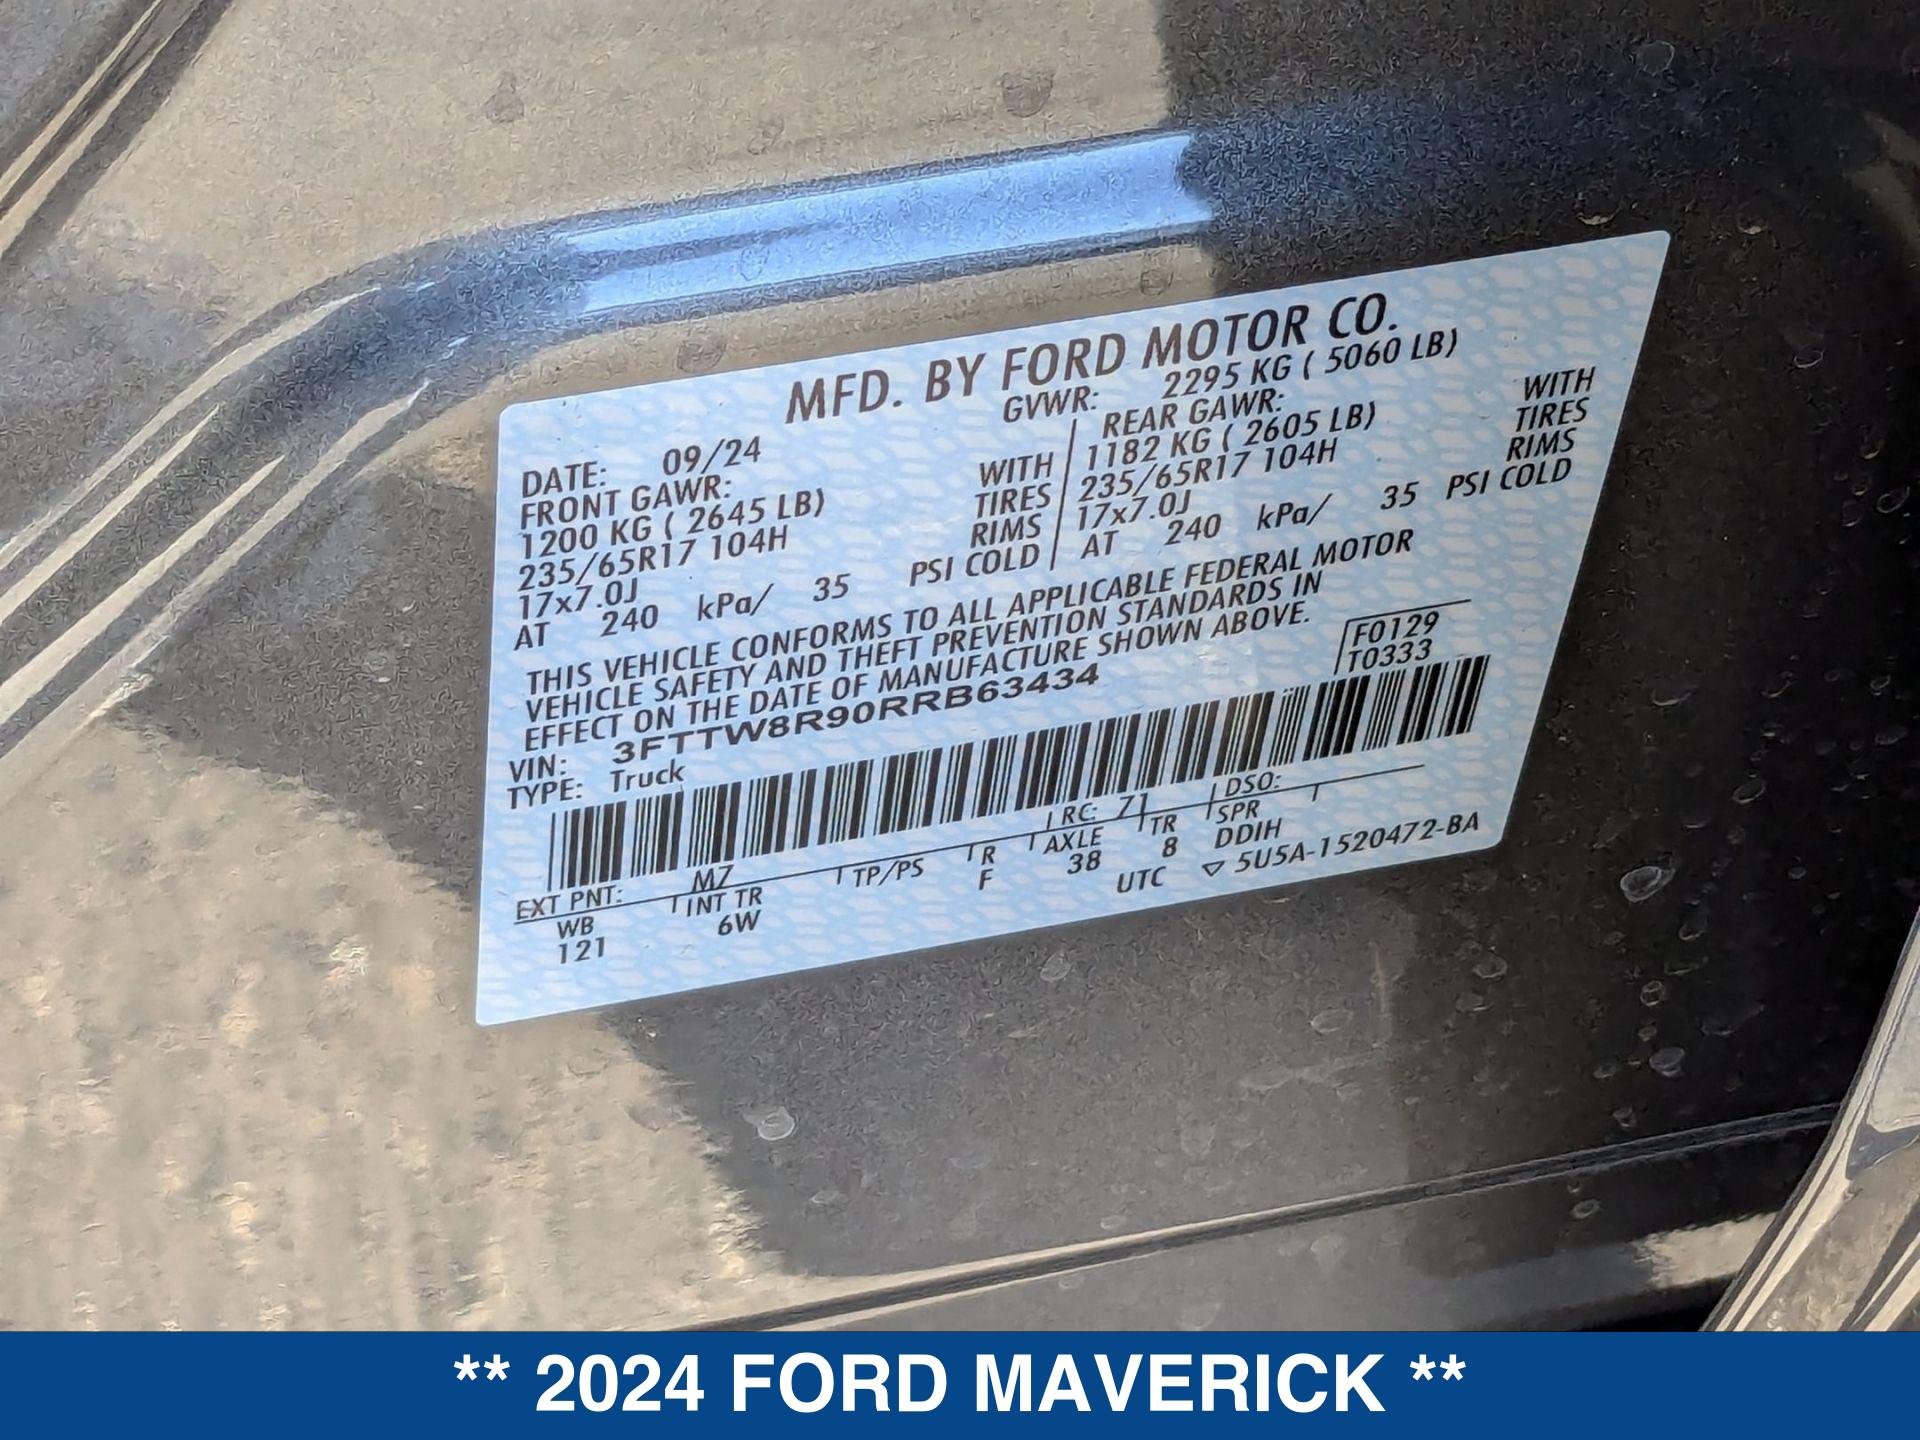 MFD. BY FORD MOTOR CO.
DATE: 09/24 GVWR: 2295 KG ( 5060 LB)
FRONT GAWR: REAR GAWR:
1200 KG ( 2645 LB) WITH 1182 KG ( 2605 LB) WITH
235/65R17 104H TIRES 235/65R17 104H TIRES
17x7.0J RIMS 17x7.0J RIMS
AT 240 kPa/ 35 PSI COLD AT 240 kPa/ 35 PSI COLD
THIS VEHICLE CONFORMS TO ALL APPLICABLE FEDERAL MOTOR
VEHICLE SAFETY AND THEFT PREVENTION STANDARDS IN
EFFECT ON THE DATE OF MANUFACTURE SHOWN ABOVE.
F0129
T0333
VIN: 3FTTW8R90RRB63434
TYPE: Truck
EXT PNT: MZ RC: 71 DSO:
WB INT TR TP/PS R AXLE TR SPR
121 6W F 38 8 DDIH
UTC ▽ 5U5A-1520472-BA
** 2024 FORD MAVERICK **